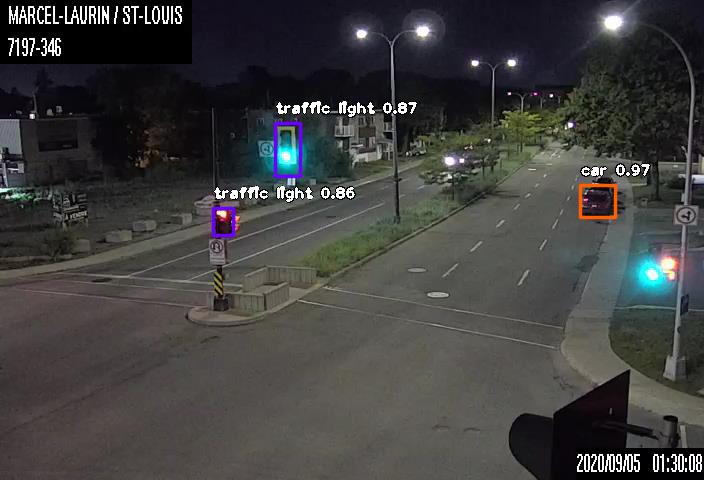 MARCEL-LAURIN / ST-LOUIS
7197-346
traffic light 0.87
car 0.97
traffic light 0.86
2020/09/05 01:30:08